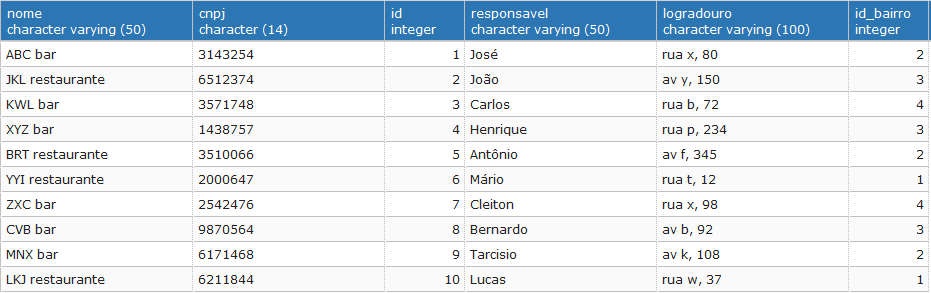 nome cnpj id responsavel logradouro id_bairro
character varying (50) character (14) integer character varying (50) character varying (100) integer
ABC bar 3143254 1 José rua x, 80 2
JKL restaurante 6512374 2 João av y, 150 3
KWL bar 3571748 3 Carlos rua b, 72 4
XYZ bar 1438757 4 Henrique rua p, 234 3
BRT restaurante 3510066 5 Antônio av f, 345 2
YYI restaurante 2000647 6 Mário rua t, 12 1
ZXC bar 2542476 7 Cleiton rua x, 98 4
CVB bar 9870564 8 Bernardo av b, 92 3
MNX bar 6171468 9 Tarcisio av k, 108 2
LKJ restaurante 6211844 10 Lucas rua w, 37 1